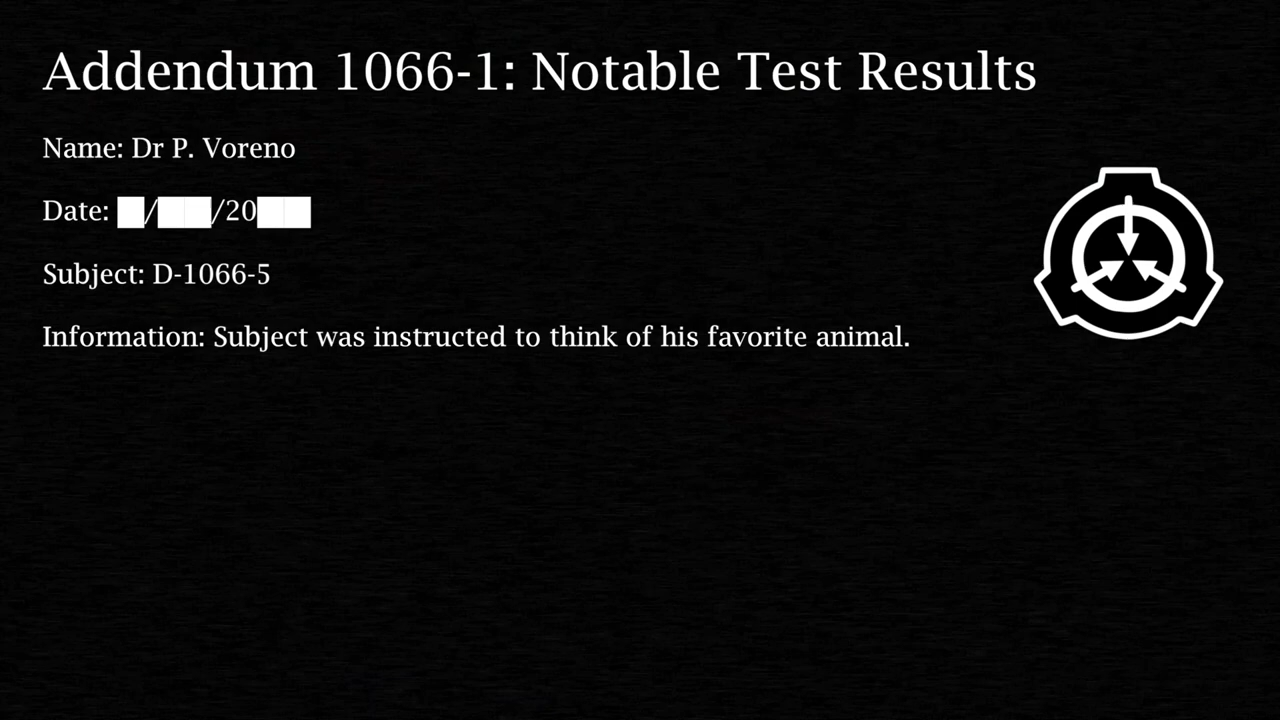 Addendum 1066-1: Notable Test Results
Name: Dr P. Voreno
Date: █/██/20██
Subject: D-1066-5
Information: Subject was instructed to think of his favorite animal.